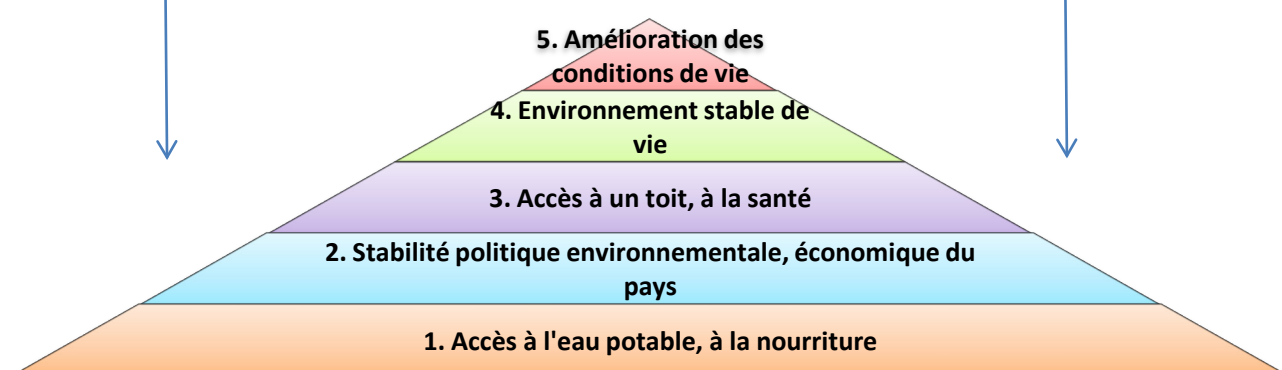 5. Amélioration des
conditions de vie
4. Environnement stable de
vie
3. Accès à un toit, à la santé
2. Stabilité politique environnementale, économique du
pays
1. Accès à l'eau potable, à la nourriture